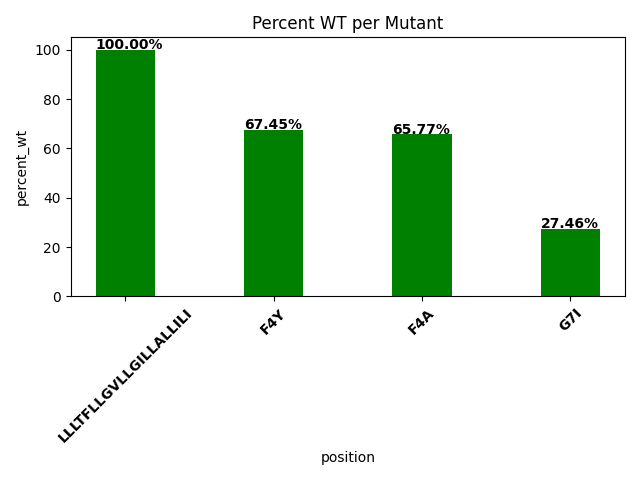 Percent WT per Mutant
percent_wt
100
80
60
40
20
0
100.00%
67.45%
65.77%
27.46%
LLLTFLLGVLLGILLALLILI
F4Y
F4A
G7I
position